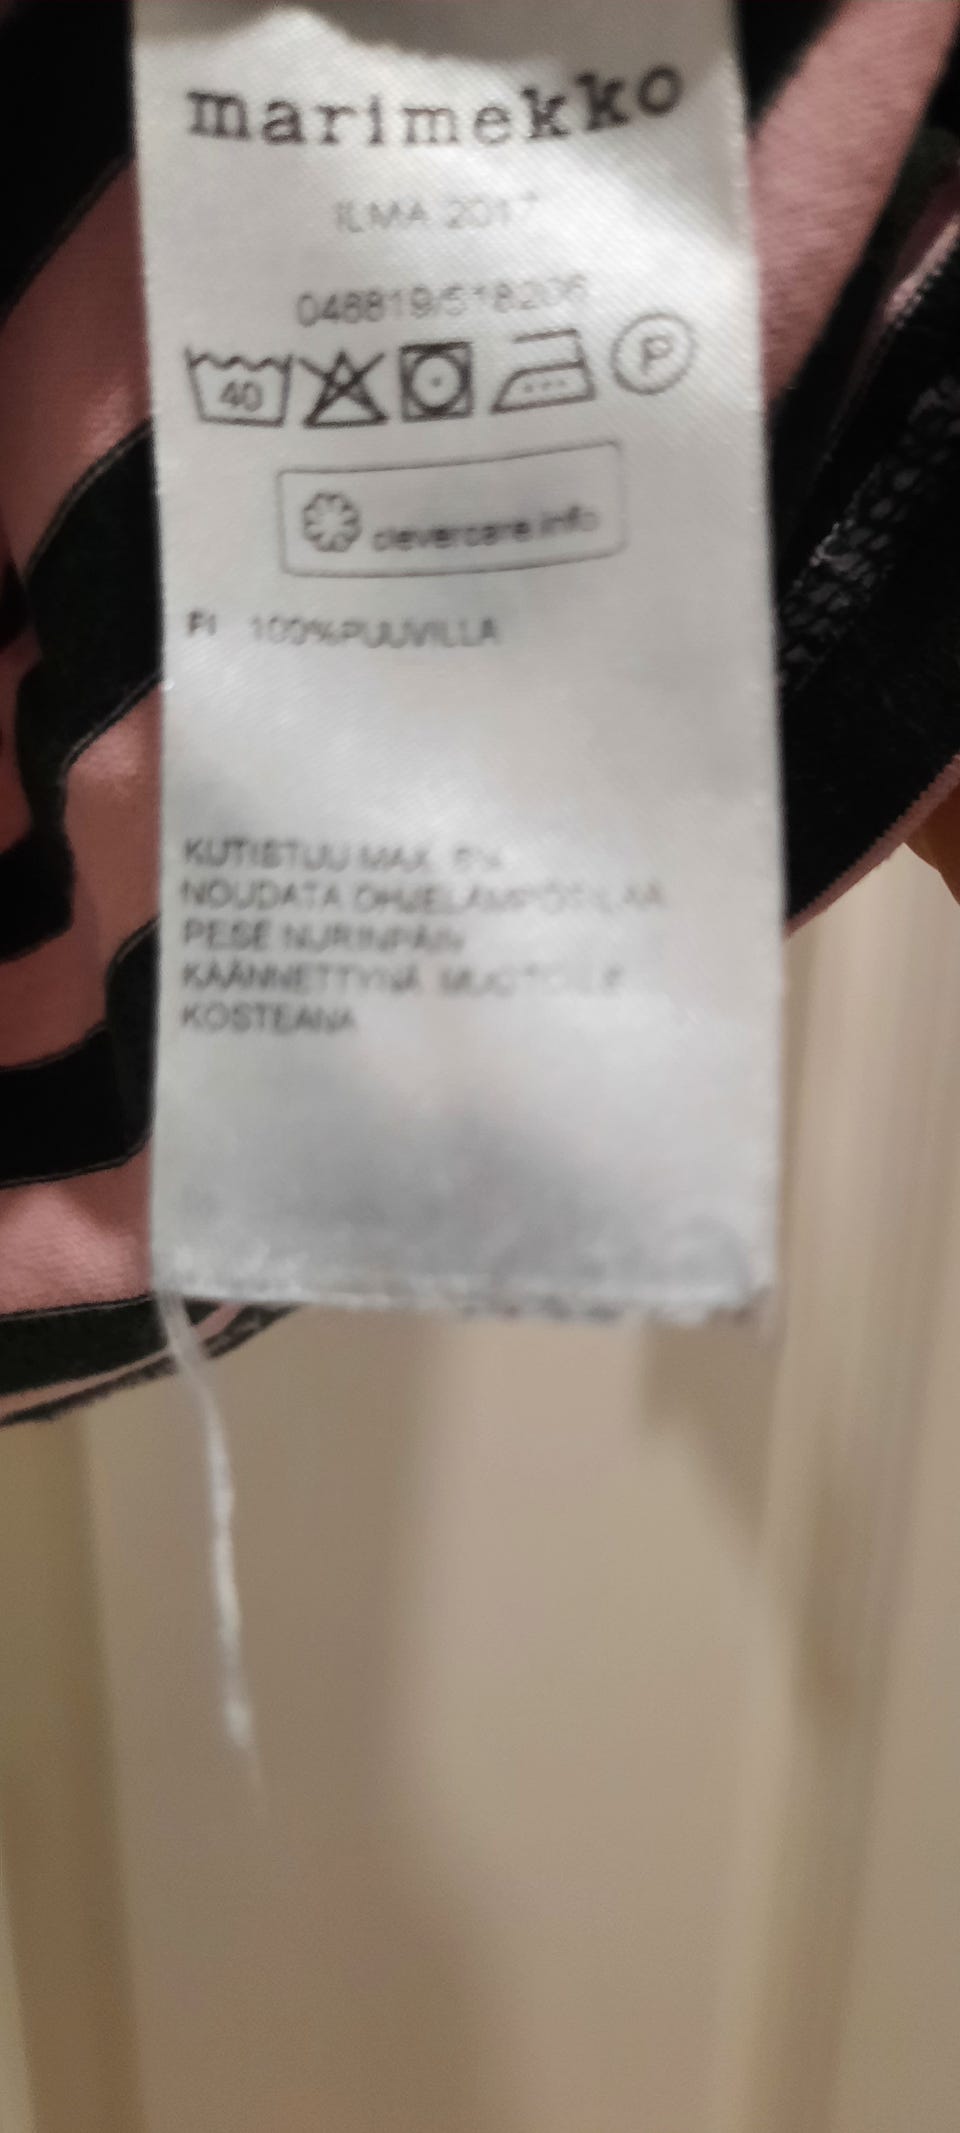 marimekko
ILMA 2017
048819/518206
40 P
clevercare.info
FI 100%PUUVILLA
KUTISTUU MAX. 5%
NOUDATA OHJELÄMPÖTILAA
PESE NURINPÄIN
KÄÄNNETTYNÄ MUOTOILE
KOSTEANA